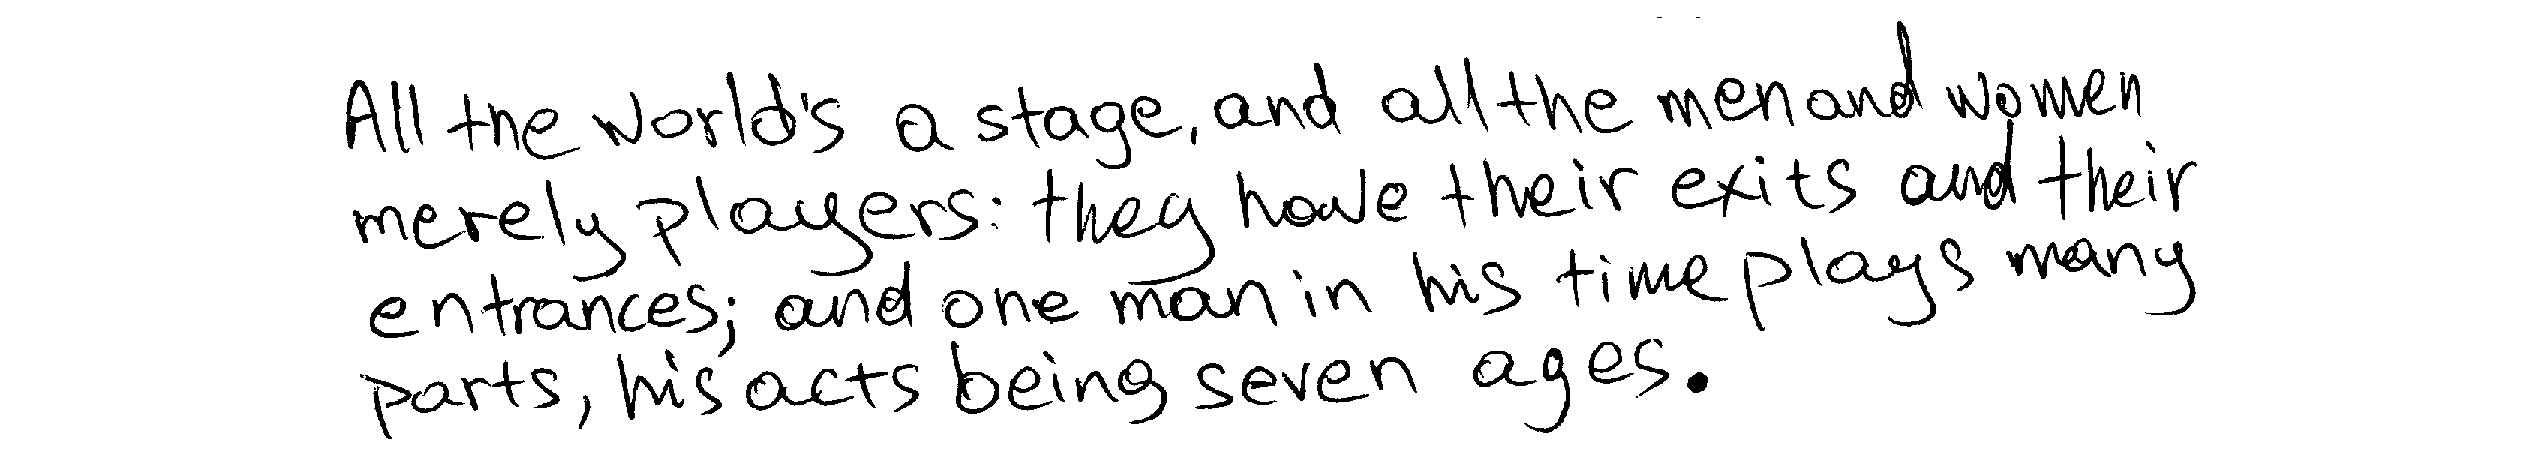 All the world's a stage, and all the men and women
merely players: they have their exits and their
entrances; and one man in his time plays many
parts, his acts being seven ages.